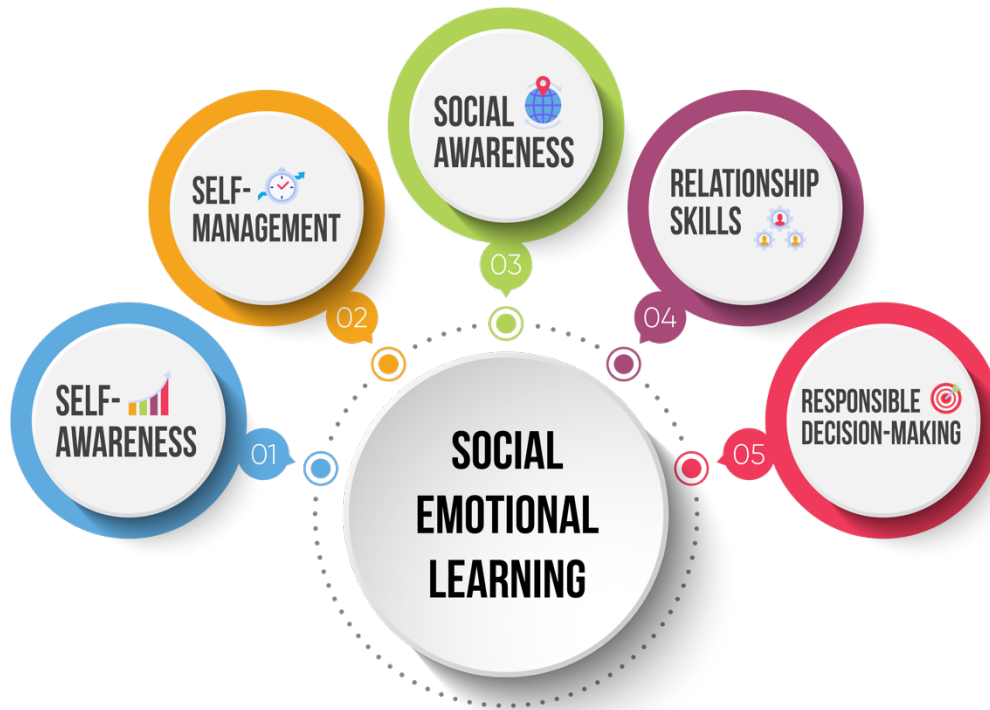 SELF-
AWARENESS
01
SELF-
MANAGEMENT
02
SOCIAL
AWARENESS
03
RELATIONSHIP
SKILLS
04
RESPONSIBLE
DECISION-MAKING
05
SOCIAL
EMOTIONAL
LEARNING